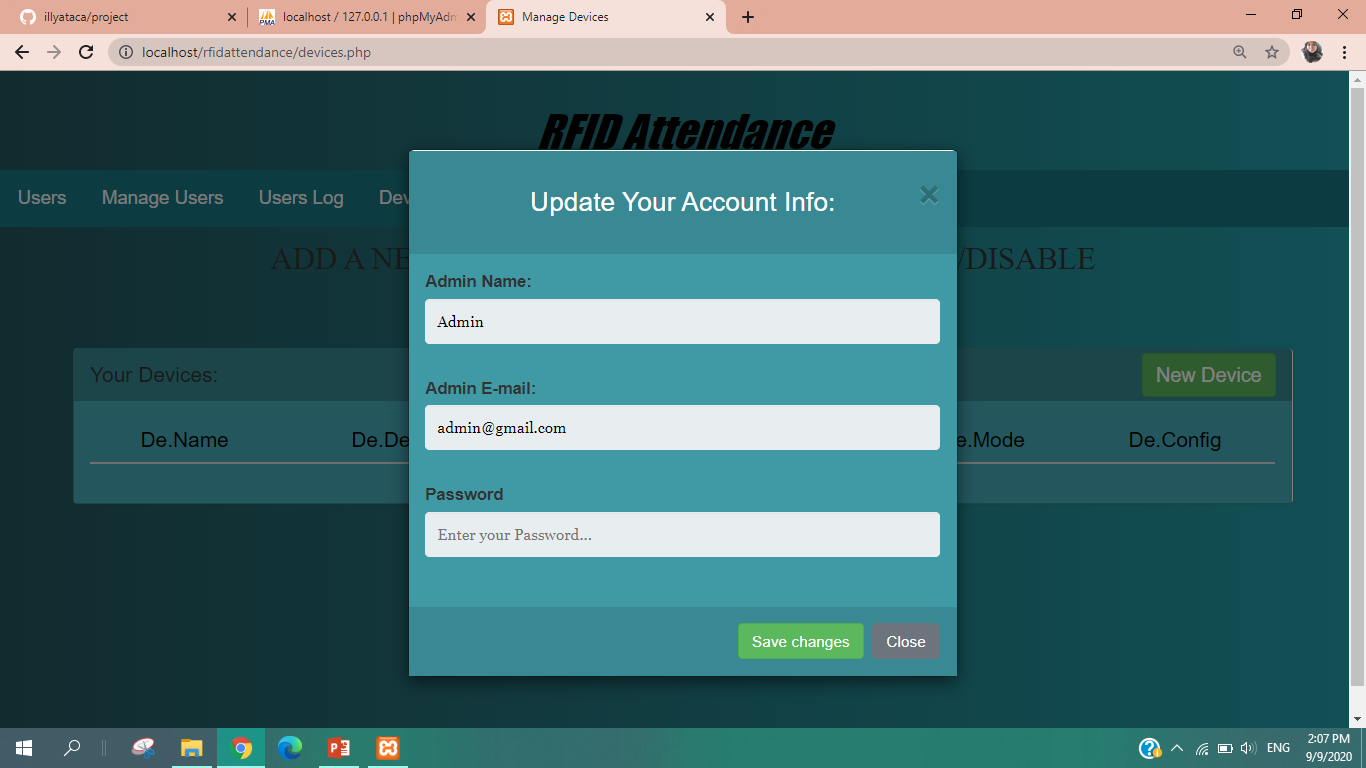 illyataca/project
localhost / 127.0.0.1 | phpMyAdm
Manage Devices
localhost/rfidattendance/devices.php
RFID Attendance
Users Manage Users Users Log Dev
Update Your Account Info:
ADD A NE /DISABLE
Admin Name:
Admin
Your Devices: New Device
Admin E-mail:
admin@gmail.com
De.Name De.De e.Mode De.Config
Password
Enter your Password...
Save changes Close
ENG
2:07 PM
9/9/2020